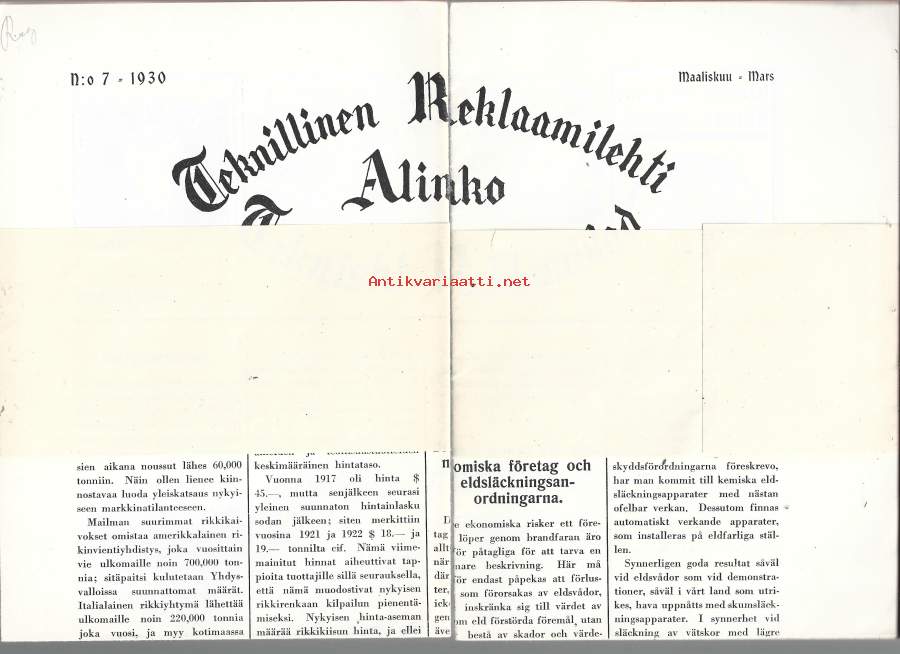 N:o 7 - 1930
Maaliskuu - Mars
Teknillinen Reklaamilehti
Alinko
Antikvariaatti.net
sien aikana noussut lähes 60,000
tonniin. Näin ollen lienee kiin-
nostavaa luoda yleiskatsaus nykyi-
seen markkinatilanteeseen.
Mailman suurimmat rikkikai-
vokset omistaa amerikkalainen ri-
kinvientiyhdistys, joka vuosittain
vie ulkomaille noin 700,000 ton-
nia; sitäpaitsi kulutetaan Yhdys-
valloissa suunnattomat määrät.
Italialainen rikkiyhtymä lähettää
ulkomaille noin 220,000 tonnia
joka vuosi, ja myy kotimaassa
keskimääräinen hintataso.
Vuonna 1917 oli hinta $
45.—, mutta senjälkeen seurasi
yleinen suunnaton hintainlasku
sodan jälkeen; siten merkittiin
vuosina 1921 ja 1922 $ 18.— ja
19.— tonnilta cif. Nämä viime-
mainitut hinnat aiheuttivat tap-
pioita tuottajille sillä seurauksella,
että nämä muodostivat nykyisen
rikkirenkaan kilpailun pienentä-
miseksi. Nykyisen hinta-aseman
määrää rikkikiisun hinta, ja ellei
omiska företag och
eldsläckningsan-
ordningarna.
e ekonomiska risker ett före-
löper genom brandfaran äro
för påtagliga för att tarva en
nare beskrivning. Här må
för endast påpekas att förlus-
som förorsakas av eldsvådor,
inskränka sig till värdet av
om eld förstörda föremål, utan
bestå av skador och värde-
skyddsförordningarna föreskrevo,
har man kommit till kemiska eld-
släckningsapparater med nästan
ofelbar verkan. Dessutom finnas
automatiskt verkande apparater,
som installeras på eldfarliga stäl-
len.
Synnerligen goda resultat såväl
vid eldsvådor som vid demonstra-
tioner, såväl i vårt land som utri-
kes, hava uppnåtts med skumsläck-
ningsapparater. I synnerhet vid
släckning av vätskor med lägre